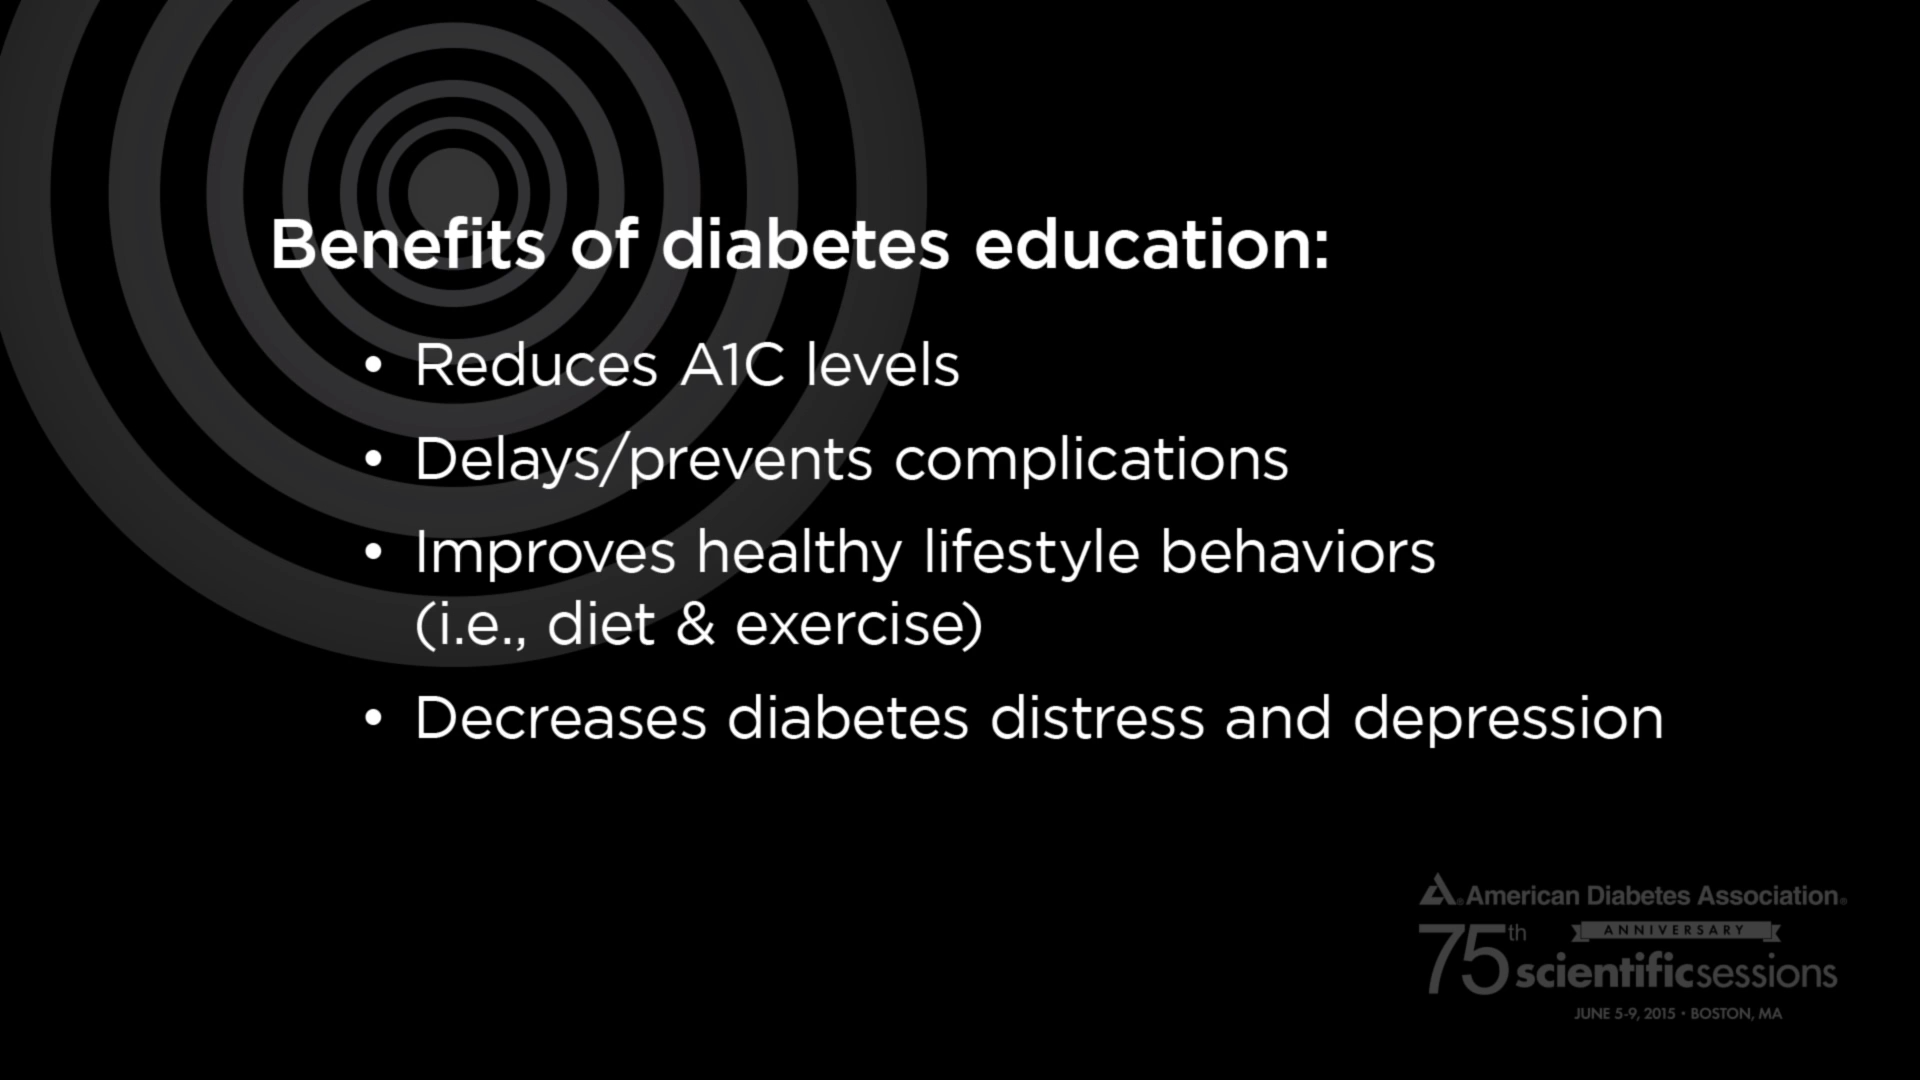 Benefits of diabetes education:
• Reduces A1C levels
• Delays/prevents complications
• Improves healthy lifestyle behaviors
(i.e., diet & exercise)
• Decreases diabetes distress and depression
American Diabetes Association®
75th ANNIVERSARY
scientificsessions
JUNE 5-9, 2015 • BOSTON, MA